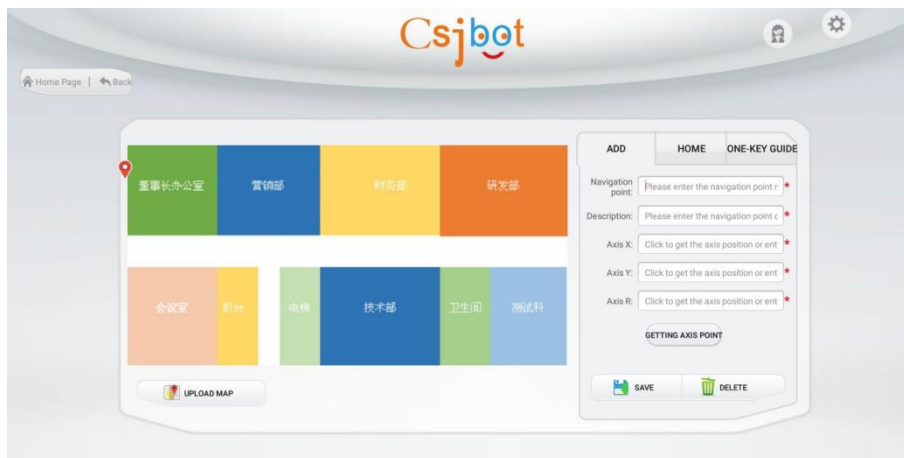 Csjbot
Home Page | Back
ADD HOME ONE-KEY GUIDE
董事长办公室 营销部 财务部 研发部
Navigation point: Please enter the navigation point r *
Description: Please enter the navigation point c *
Axis X: Click to get the axis position or ent *
Axis Y: Click to get the axis position or ent *
Axis R: Click to get the axis position or ent *
会议室 前台 电梯 技术部 卫生间 测试科
GETTING AXIS POINT
UPLOAD MAP
SAVE DELETE